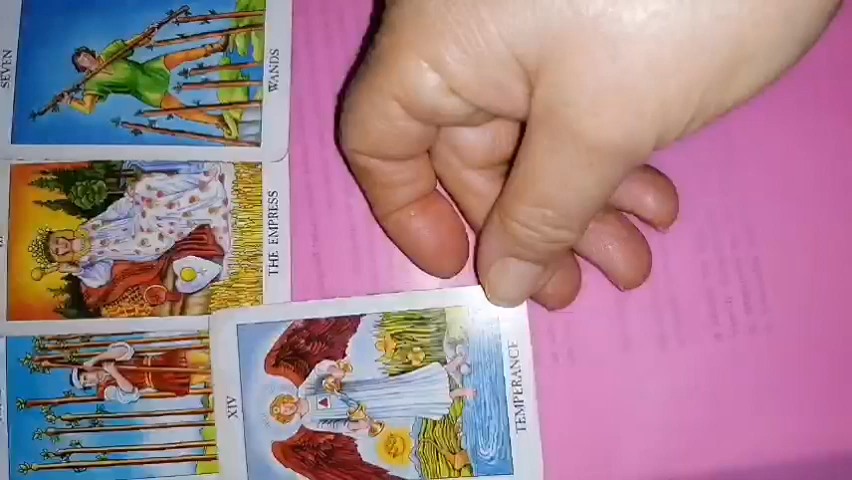 SEVEN
WANDS
THE EMPRESS
XIV
TEMPERANCE